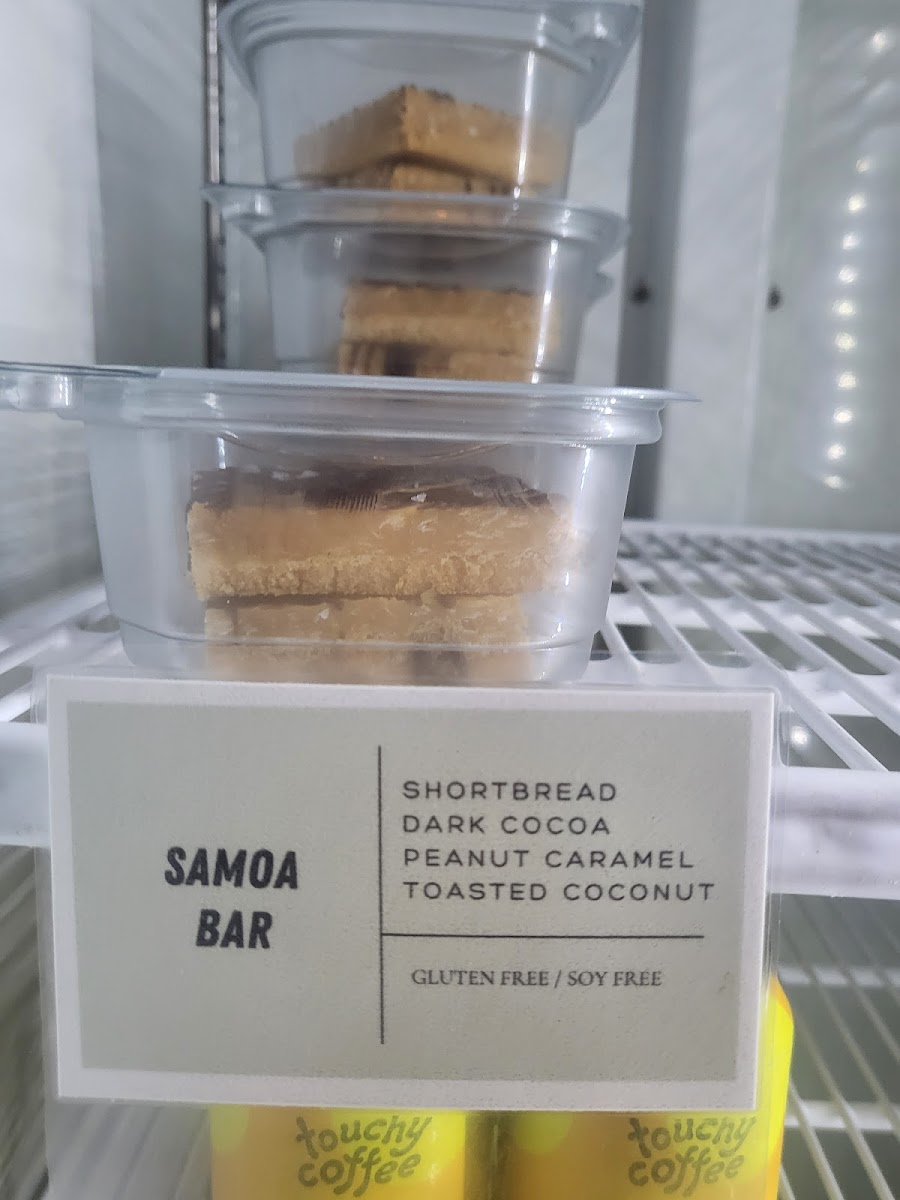 SAMOA
BAR
SHORTBREAD
DARK COCOA
PEANUT CARAMEL
TOASTED COCONUT
GLUTEN FREE / SOY FREE
touchy
coffee
touchy
coffee